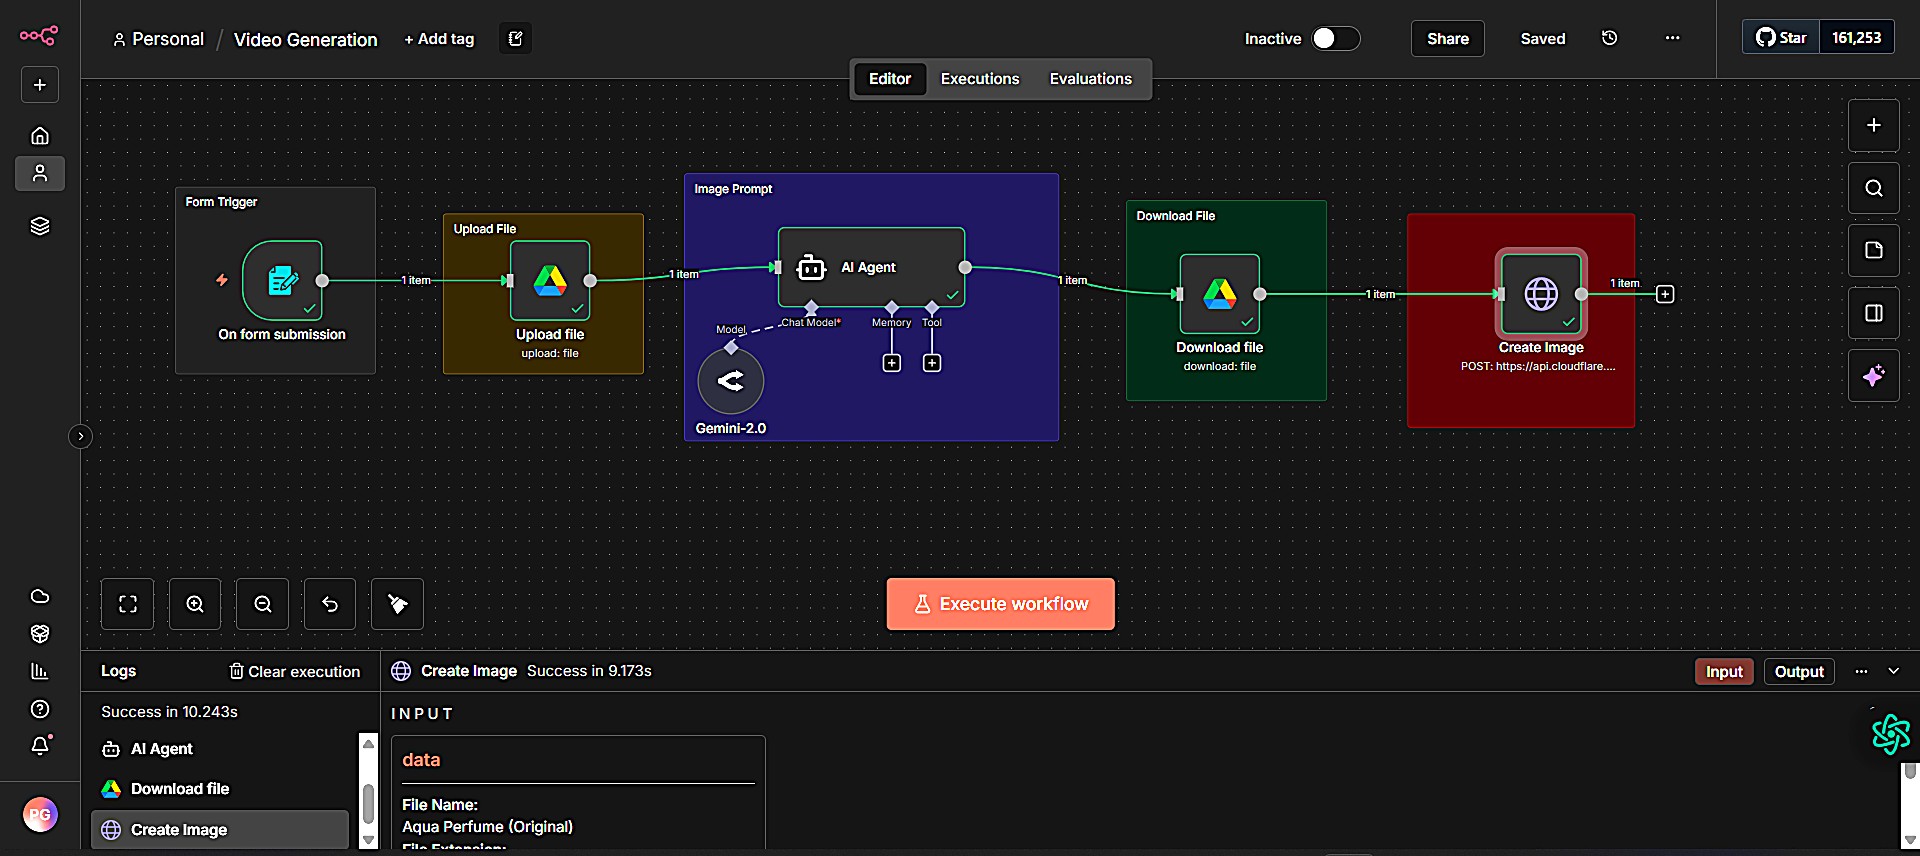 Personal / Video Generation + Add tag
Inactive Share Saved ... Star 161,253
Editor Executions Evaluations
Form Trigger
On form submission
1 item
Upload File
Upload file
upload: file
1 item
Image Prompt
AI Agent
Chat Model*
Memory
Tool
Model
Gemini-2.0
1 item
Download File
Download file
download: file
1 item
Create Image
POST: https://api.cloudflare....
1 item
Execute workflow
Logs
Clear execution
Create Image Success in 9.173s
Input Output
Success in 10.243s
AI Agent
Download file
Create Image
INPUT
data
File Name:
Aqua Perfume (Original)
File Extension:
PG